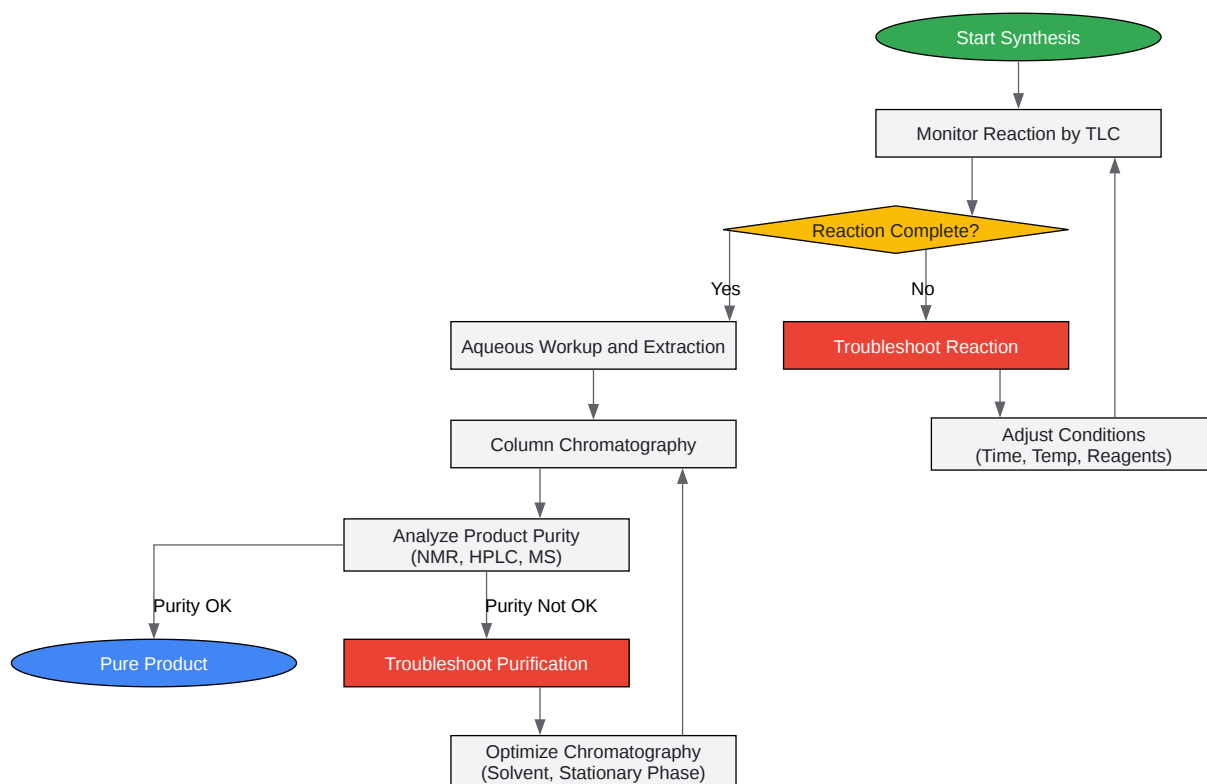 Start Synthesis
Monitor Reaction by TLC
Reaction Complete?
Yes
No
Aqueous Workup and Extraction
Troubleshoot Reaction
Column Chromatography
Adjust Conditions
(Time, Temp, Reagents)
Analyze Product Purity
(NMR, HPLC, MS)
Purity OK
Purity Not OK
Pure Product
Troubleshoot Purification
Optimize Chromatography
(Solvent, Stationary Phase)